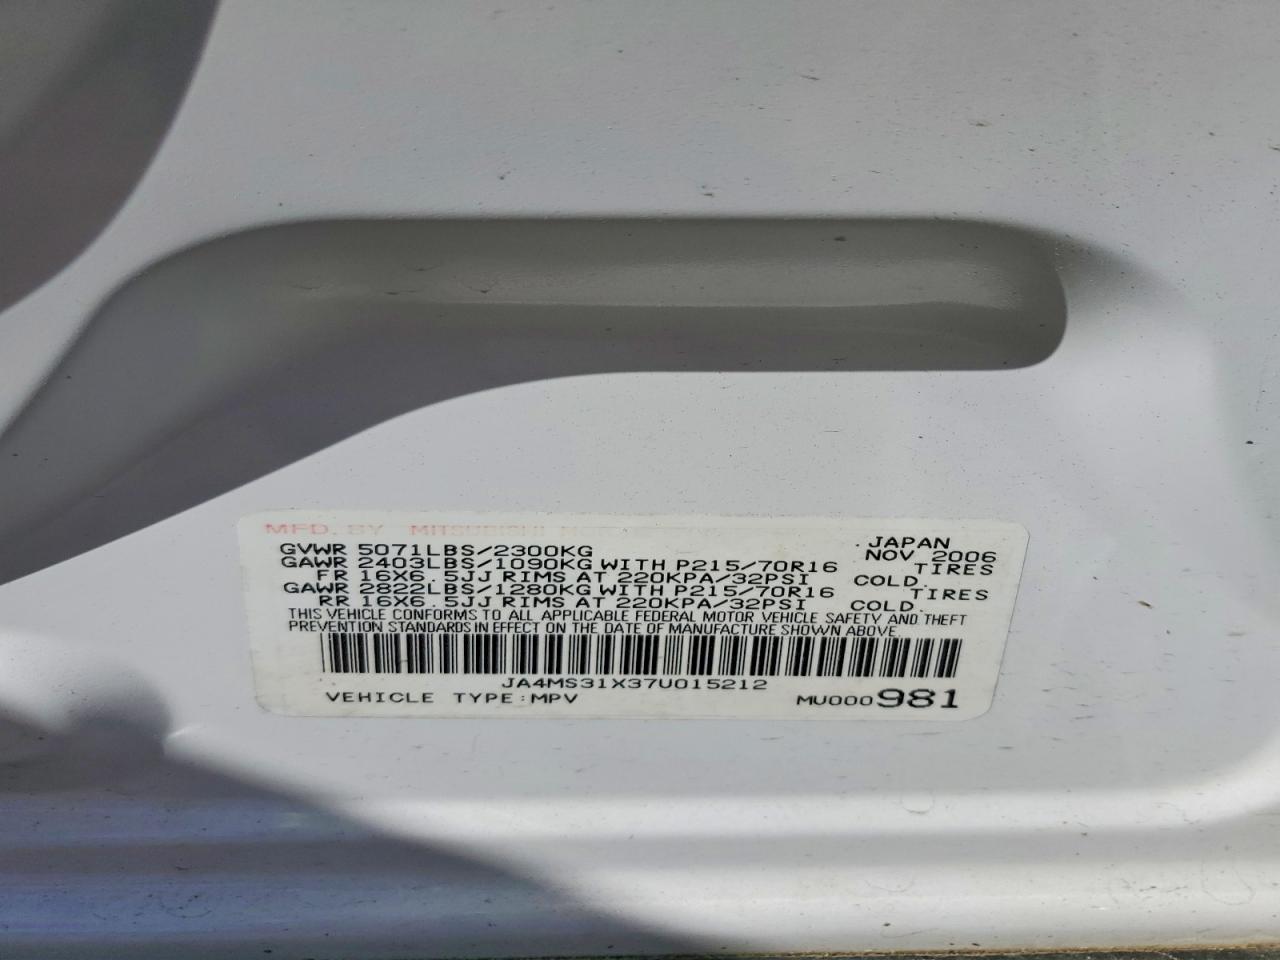 MFD. BY MITSUBISHI
JAPAN
GVWR 5071LBS/2300KG NOV 2006
GAWR 2403LBS/1090KG WITH P215/70R16 TIRES
FR 16X6.5JJ RIMS AT 220KPA/32PSI COLD.
GAWR 2822LBS/1280KG WITH P215/70R16 TIRES
RR 16X6.5JJ RIMS AT 220KPA/32PSI COLD.
THIS VEHICLE CONFORMS TO ALL APPLICABLE FEDERAL MOTOR VEHICLE SAFETY AND THEFT
PREVENTION STANDARDS IN EFFECT ON THE DATE OF MANUFACTURE SHOWN ABOVE.
JA4MS31X37U015212
VEHICLE TYPE:MPV MU000981